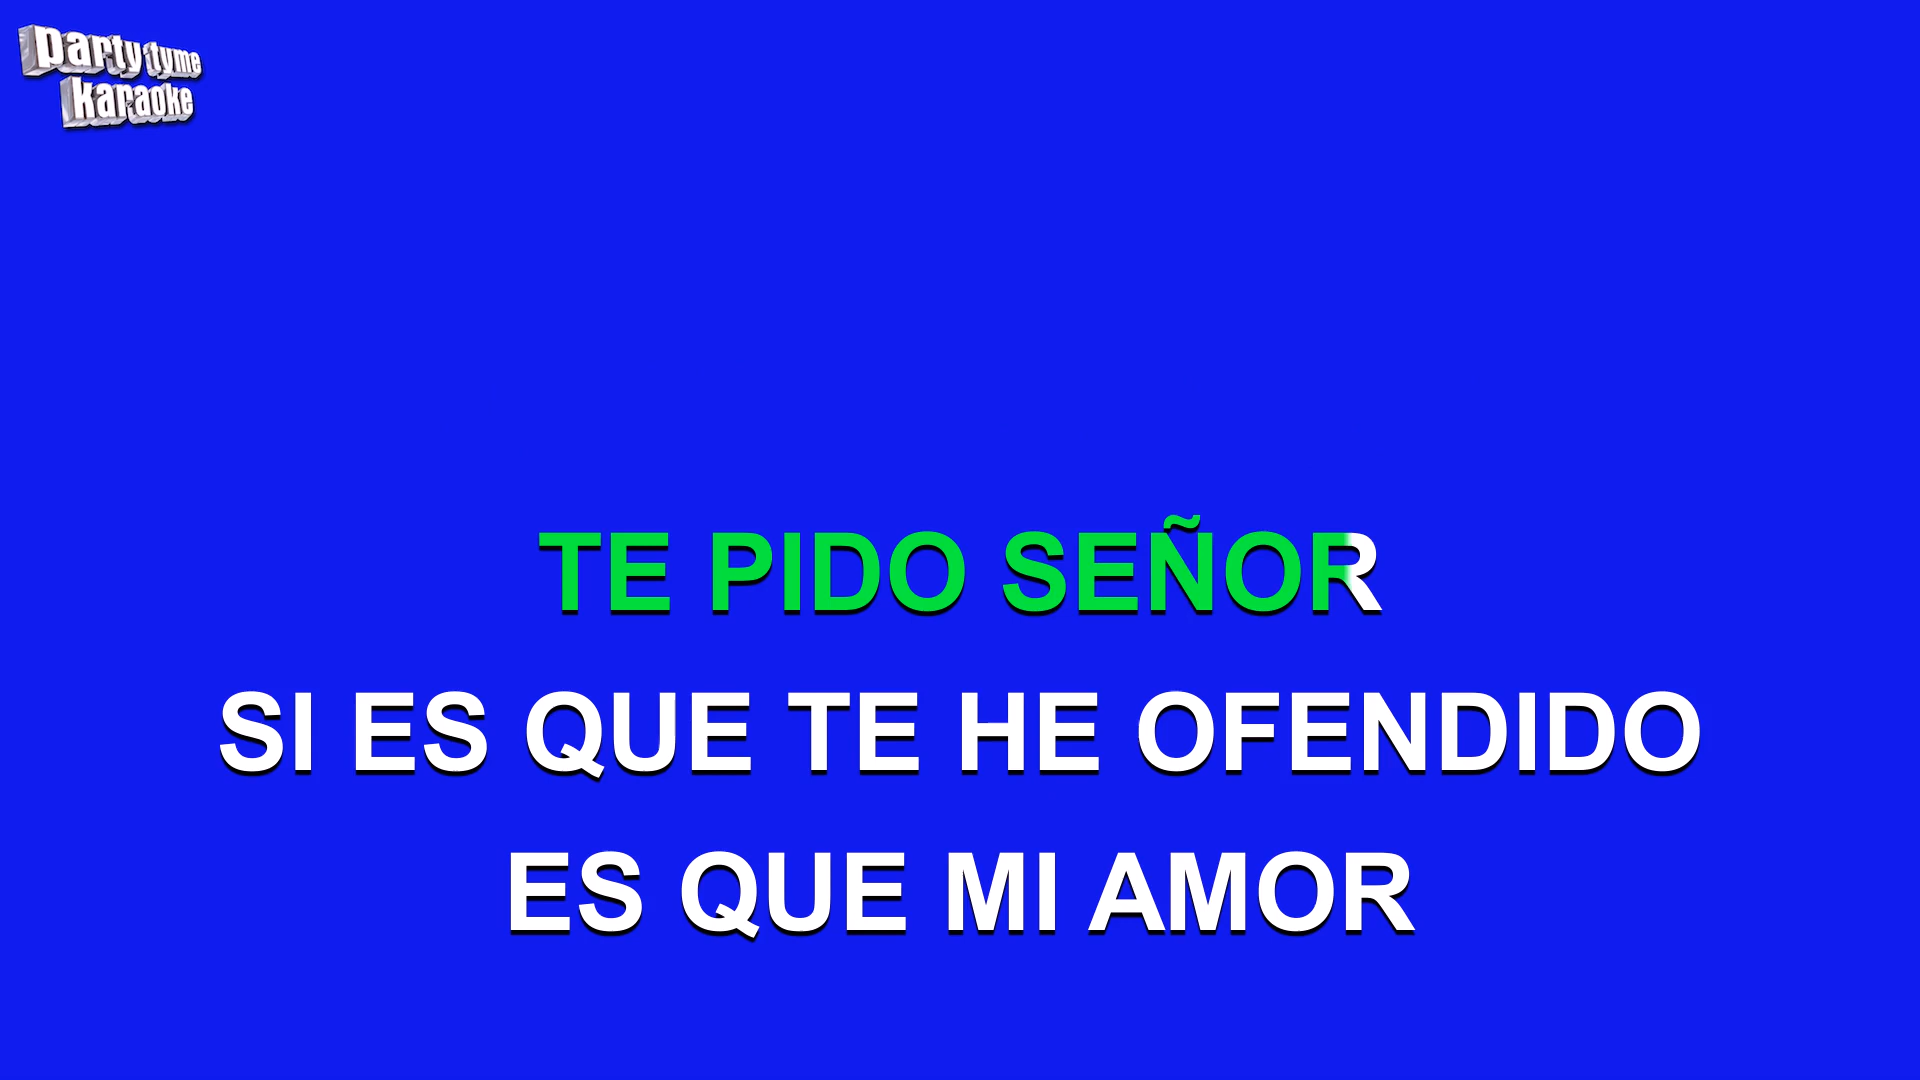 party tyme
karaoke
TE PIDO SEÑOR
SI ES QUE TE HE OFENDIDO
ES QUE MI AMOR